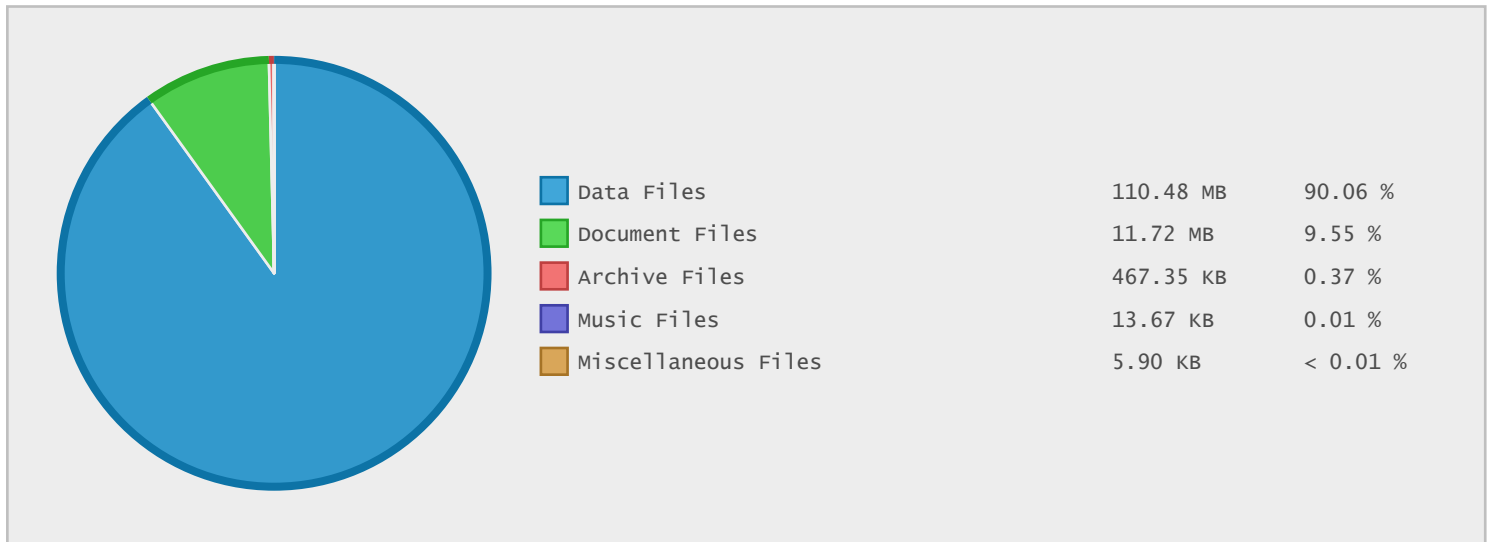 Data Files 110.48 MB 90.06 %
Document Files 11.72 MB 9.55 %
Archive Files 467.35 KB 0.37 %
Music Files 13.67 KB 0.01 %
Miscellaneous Files 5.90 KB < 0.01 %